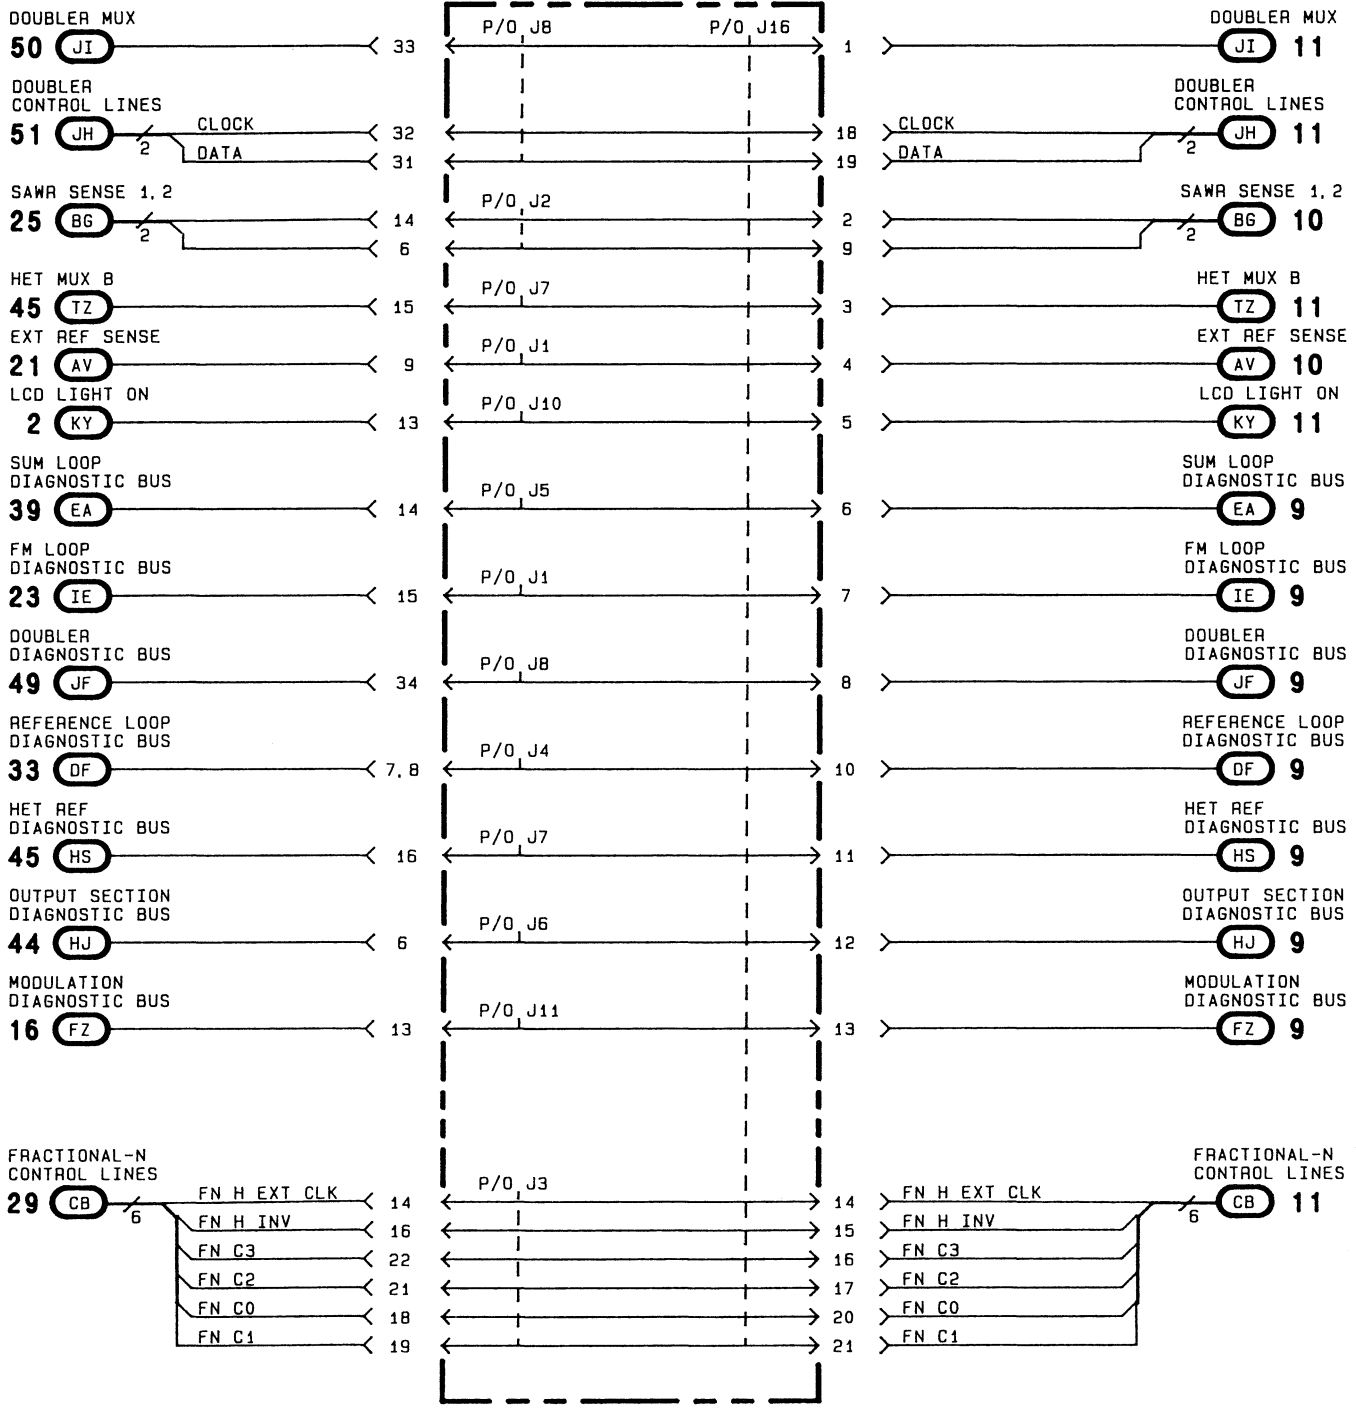 DOUBLER MUX
50 JI 33 P/O J8 P/O J16 1 DOUBLER MUX
JI 11
DOUBLER
CONTROL LINES
51 JH 2 CLOCK 32 18 CLOCK
DATA 31 19 DATA
DOUBLER
CONTROL LINES
2 JH 11
SAWR SENSE 1,2
25 BG 2 14 P/O J2 2
6 9
SAWR SENSE 1,2
2 BG 10
HET MUX B
45 TZ 15 P/O J7 3
HET MUX B
TZ 11
EXT REF SENSE
21 AV 9 P/O J1 4
EXT REF SENSE
AV 10
LCD LIGHT ON
2 KY 13 P/O J10 5
LCD LIGHT ON
KY 11
SUM LOOP
DIAGNOSTIC BUS
39 EA 14 P/O J5 6
SUM LOOP
DIAGNOSTIC BUS
EA 9
FM LOOP
DIAGNOSTIC BUS
23 IE 15 P/O J1 7
FM LOOP
DIAGNOSTIC BUS
IE 9
DOUBLER
DIAGNOSTIC BUS
49 JF 34 P/O J8 8
DOUBLER
DIAGNOSTIC BUS
JF 9
REFERENCE LOOP
DIAGNOSTIC BUS
33 DF 7,8 P/O J4 10
REFERENCE LOOP
DIAGNOSTIC BUS
DF 9
HET REF
DIAGNOSTIC BUS
45 HS 16 P/O J7 11
HET REF
DIAGNOSTIC BUS
HS 9
OUTPUT SECTION
DIAGNOSTIC BUS
44 HJ 6 P/O J6 12
OUTPUT SECTION
DIAGNOSTIC BUS
HJ 9
MODULATION
DIAGNOSTIC BUS
16 FZ 13 P/O J11 13
MODULATION
DIAGNOSTIC BUS
FZ 9
FRACTIONAL-N
CONTROL LINES
29 CB 6 P/O J3
FN H EXT CLK 14 14 FN H EXT CLK
FN H INV 16 15 FN H INV
FN C3 22 16 FN C3
FN C2 21 17 FN C2
FN C0 18 20 FN C0
FN C1 19 21 FN C1
FRACTIONAL-N
CONTROL LINES
6 CB 11